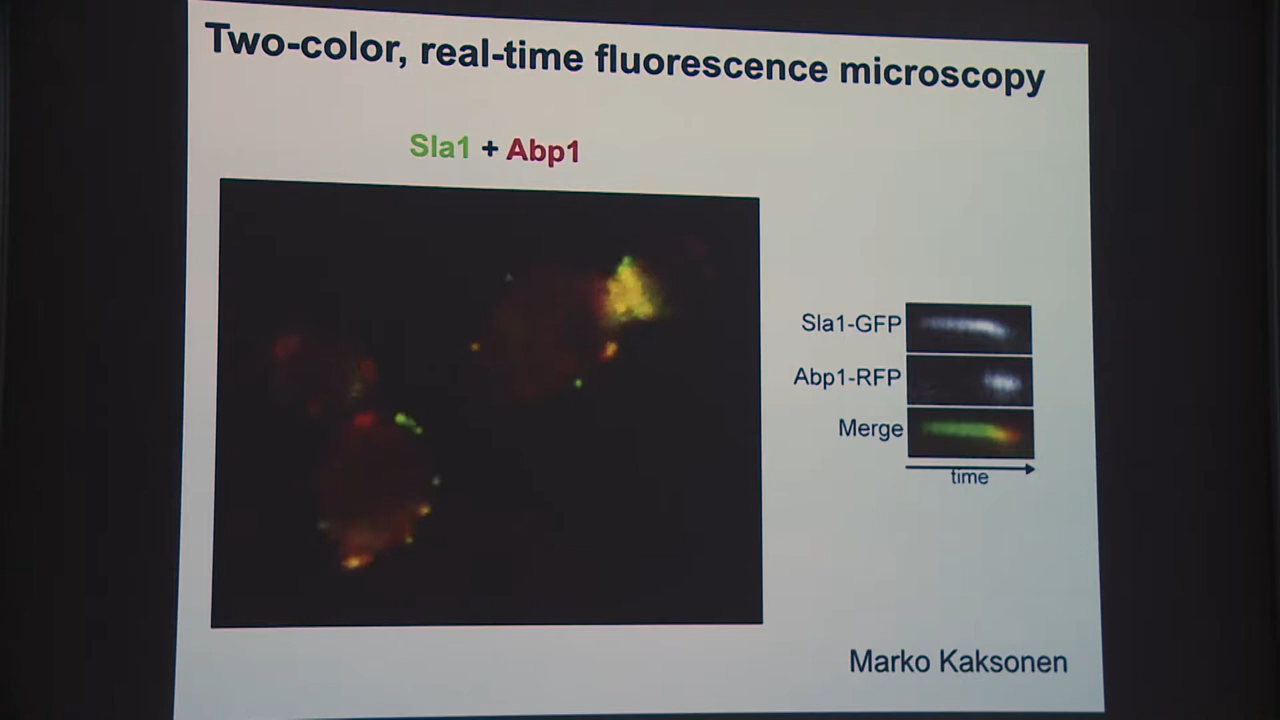 Two-color, real-time fluorescence microscopy
Sla1 + Abp1
Sla1-GFP
Abp1-RFP
Merge
time
Marko Kaksonen